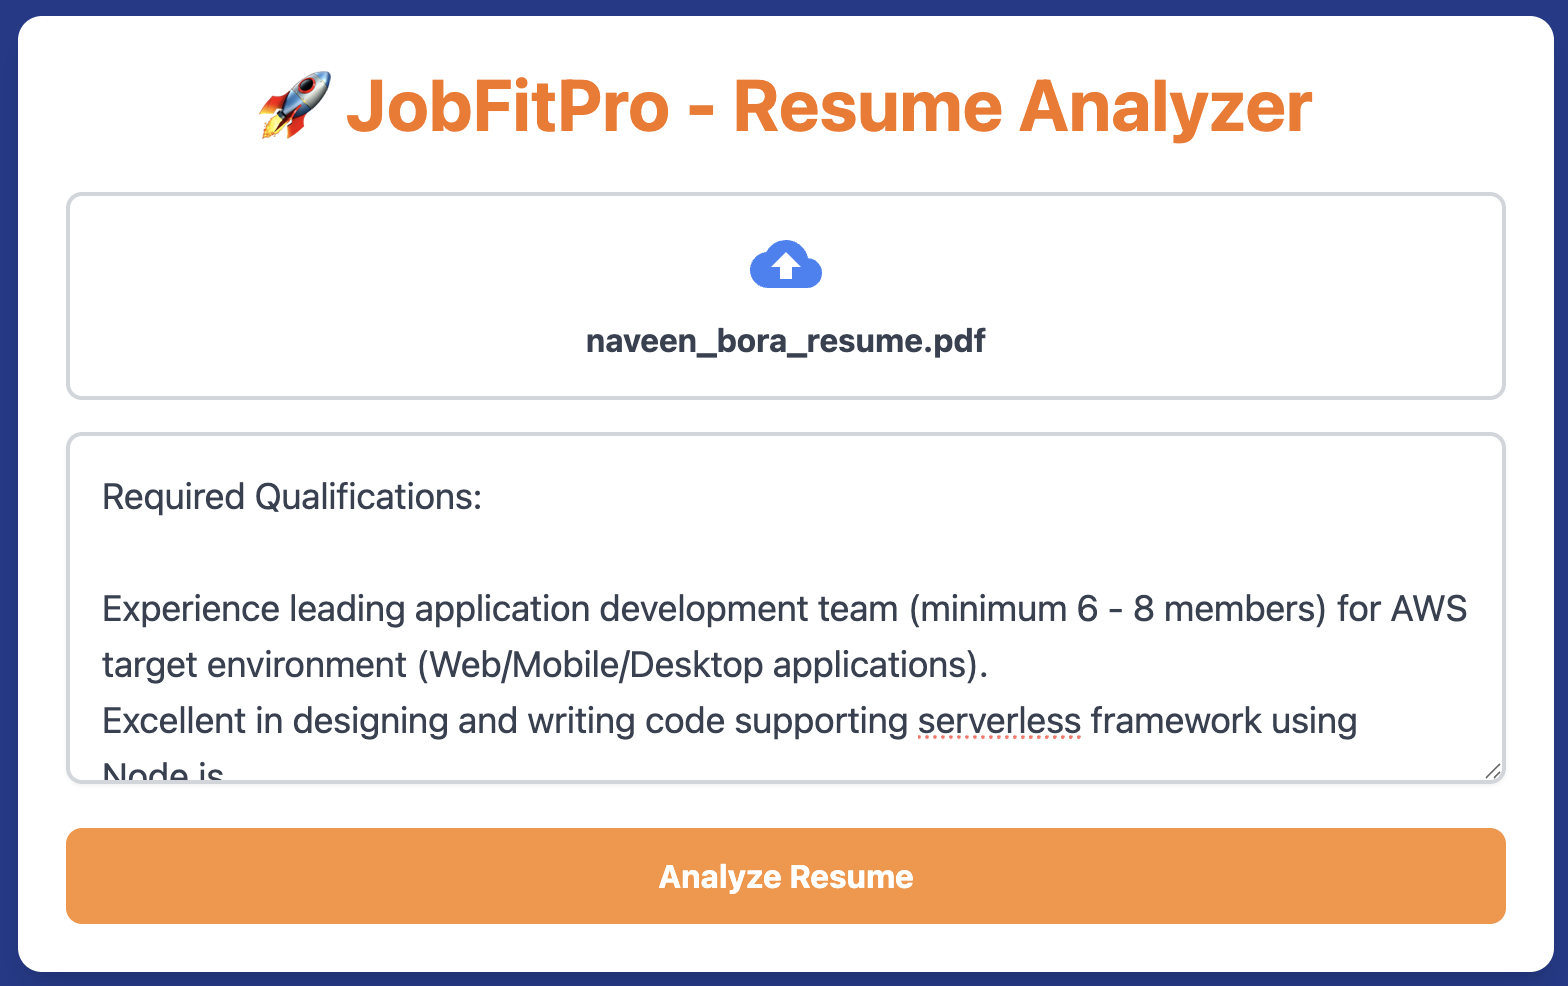 🚀 JobFitPro - Resume Analyzer
naveen_bora_resume.pdf
Required Qualifications:
Experience leading application development team (minimum 6 - 8 members) for AWS
target environment (Web/Mobile/Desktop applications).
Excellent in designing and writing code supporting serverless framework using
Node.js
Analyze Resume